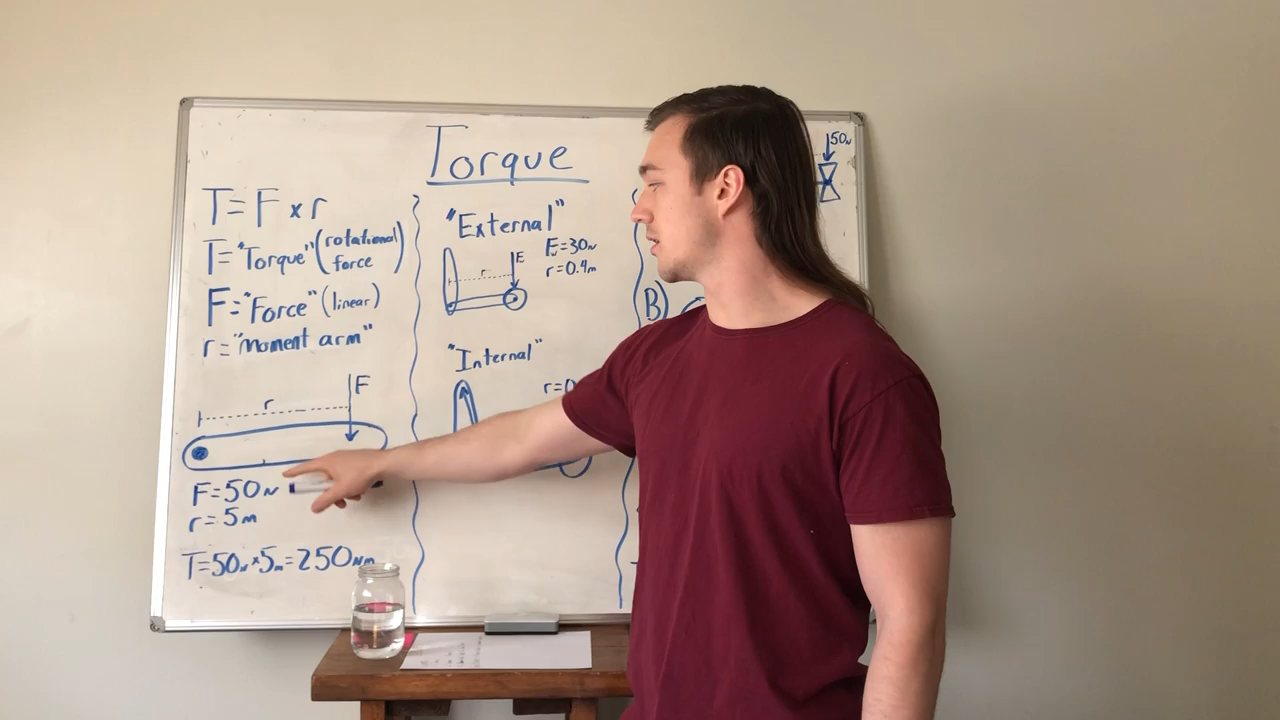 Torque
T=F×r
T="Torque"(rotational force)
F="Force"(linear)
r="moment arm"
r
F
F=50N
r=5m
T=50N×5m=250Nm
"External"
r
F
F=30N
r=0.4m
"Internal"
r=0
B)
50N